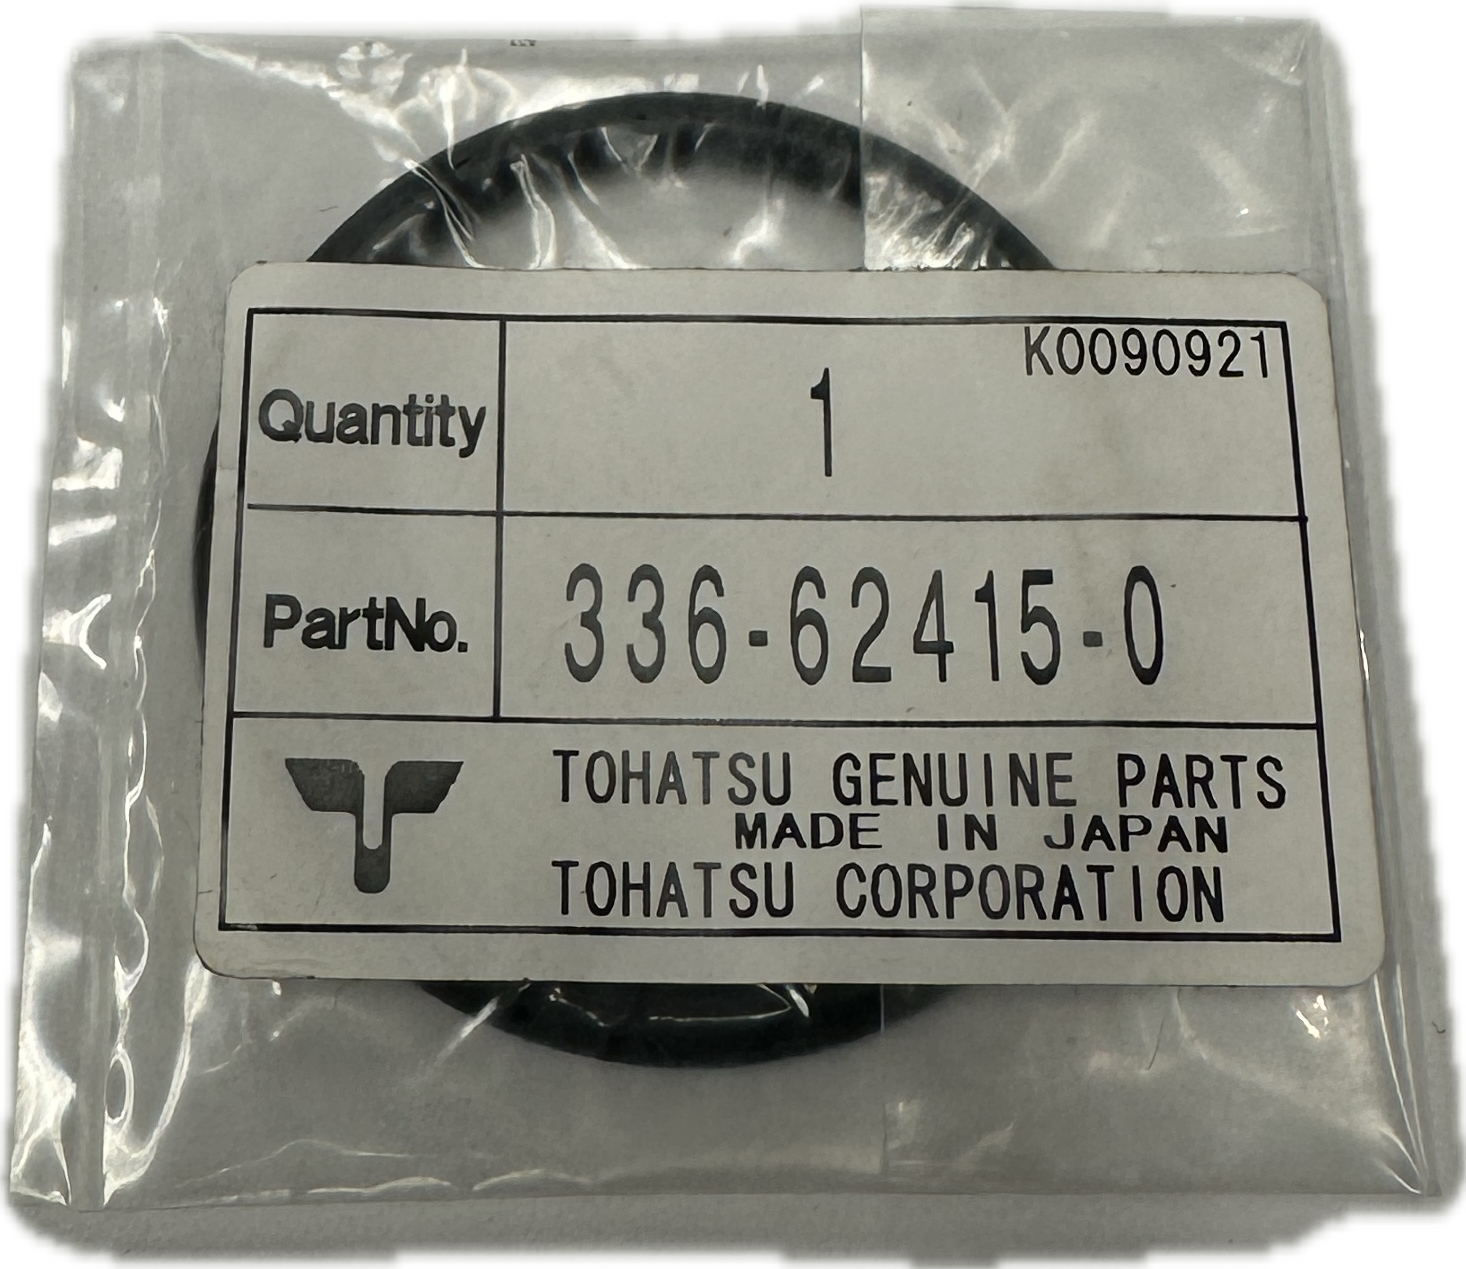 K0090921
Quantity 1
PartNo. 336-62415-0
TOHATSU GENUINE PARTS
MADE IN JAPAN
TOHATSU CORPORATION